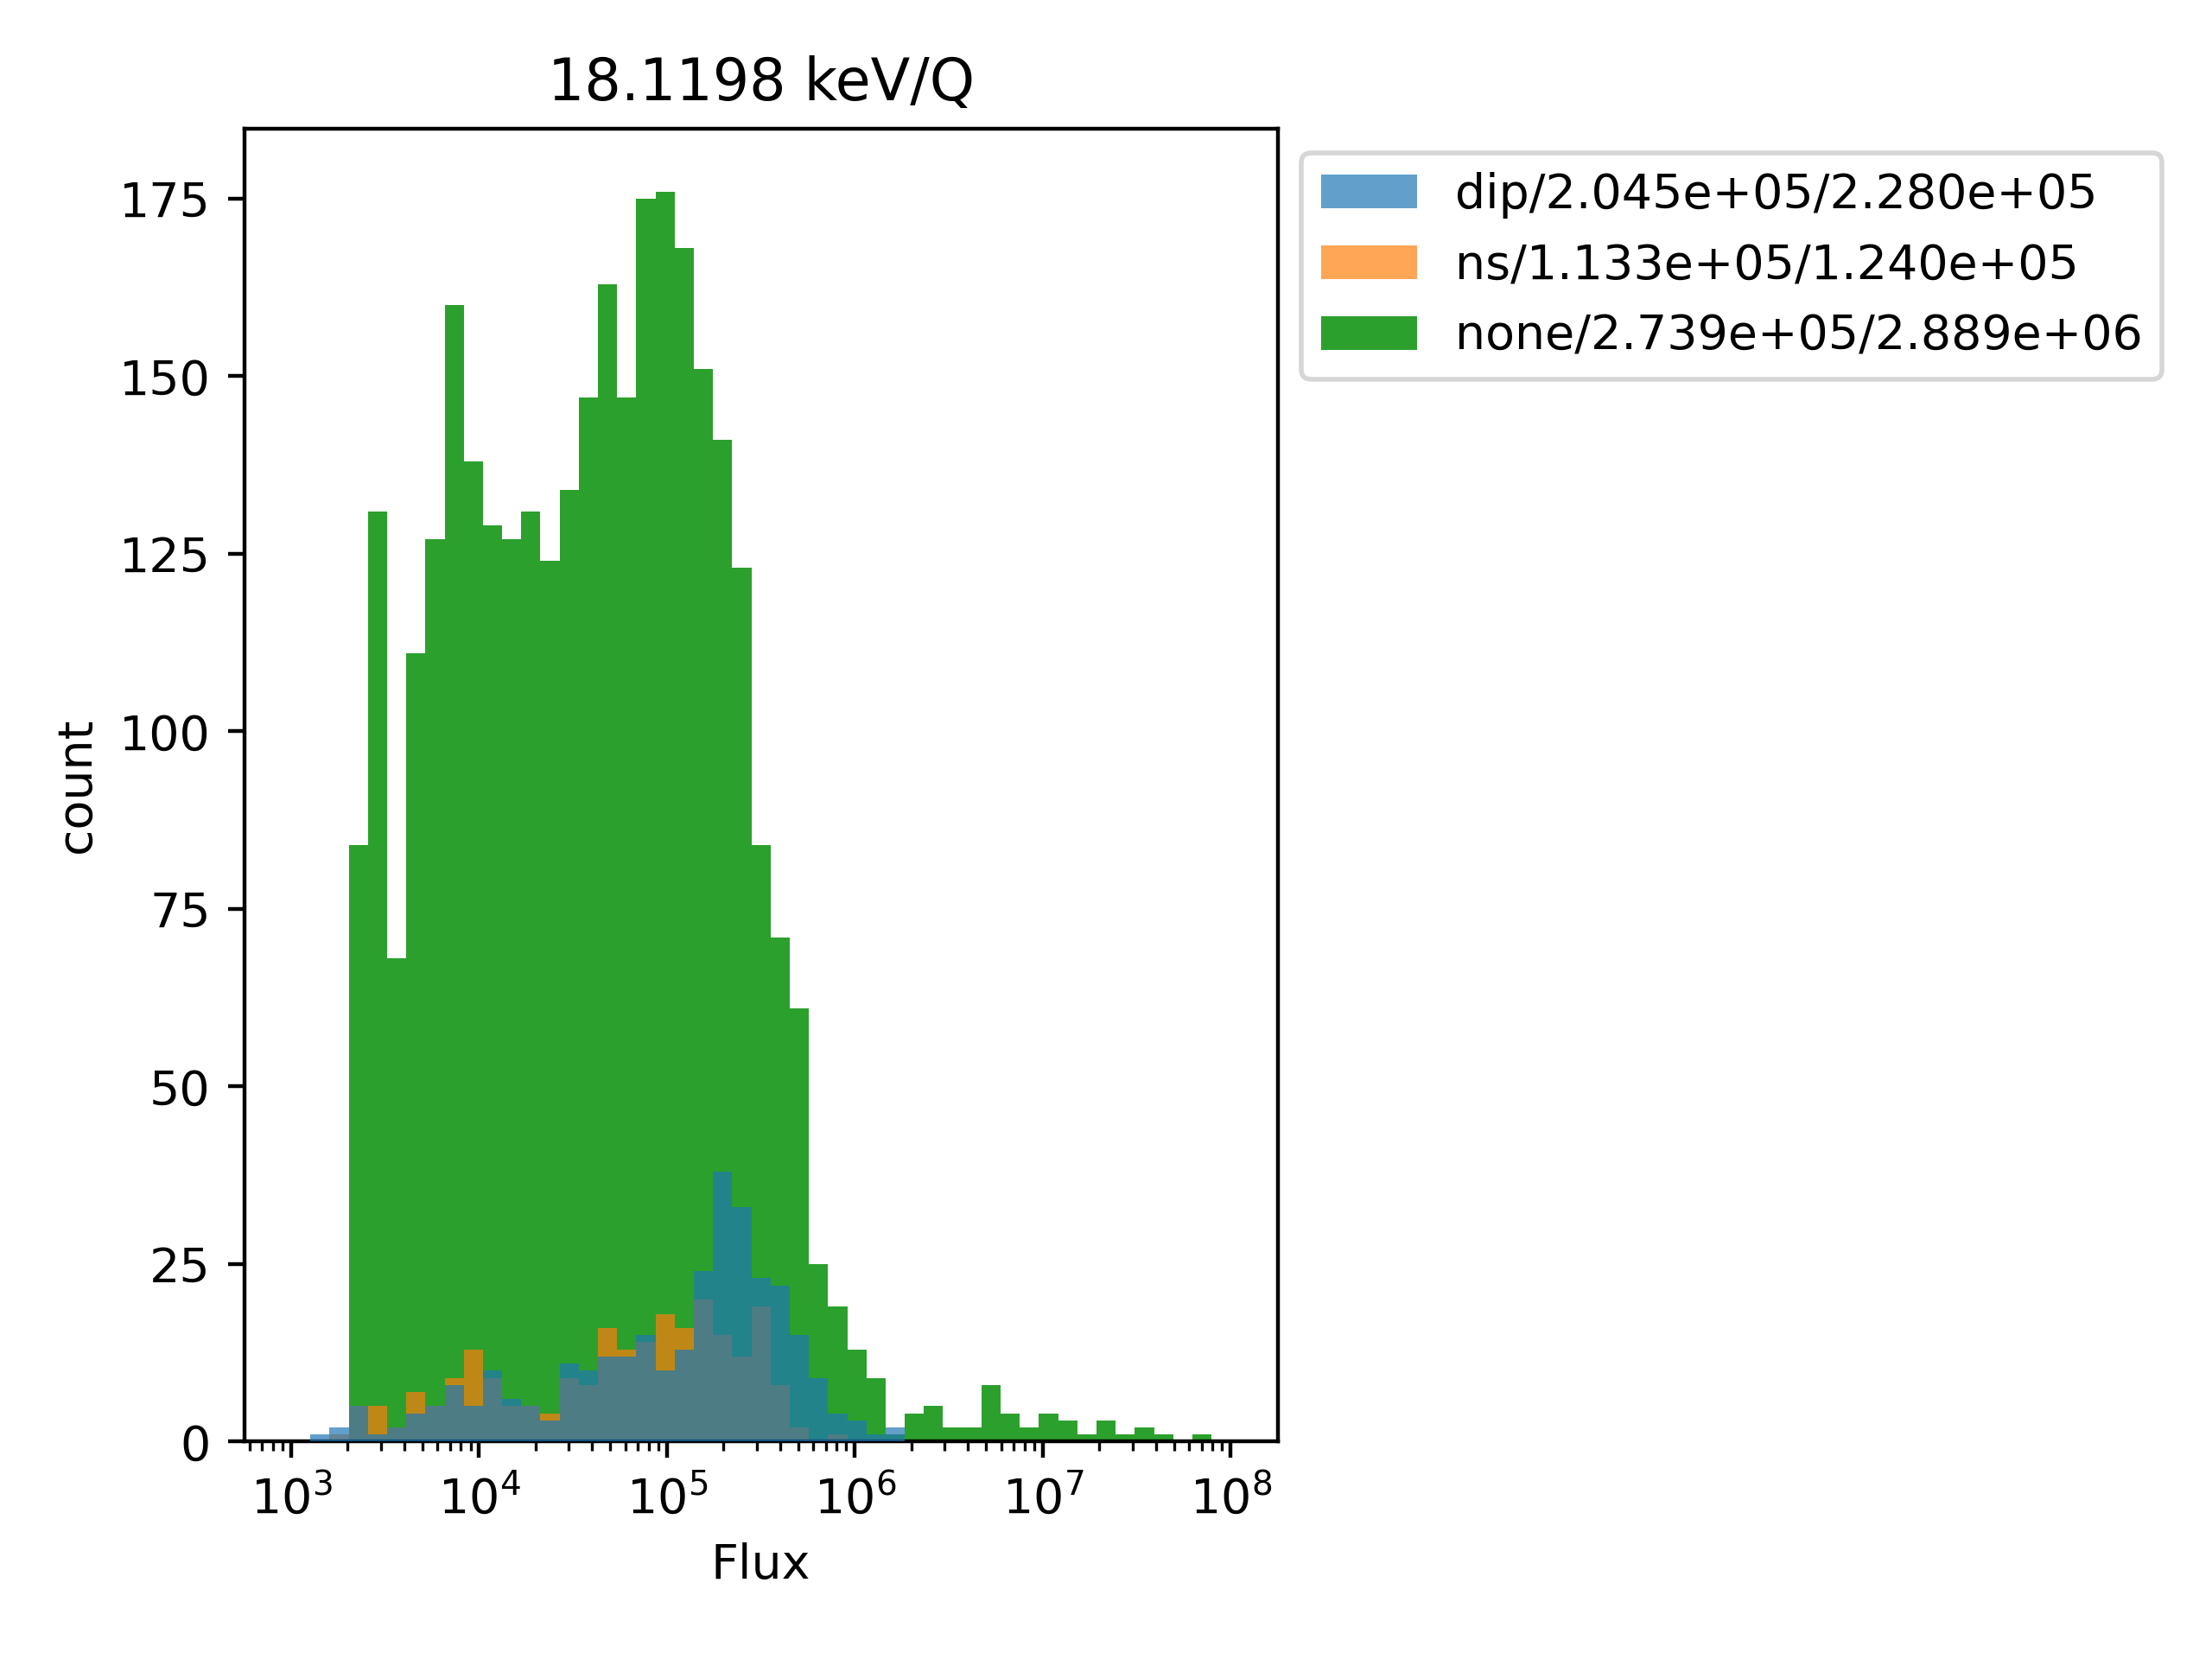 18.1198 keV/Q
dip/2.045e+05/2.280e+05
ns/1.133e+05/1.240e+05
none/2.739e+05/2.889e+06
175
150
125
100
75
50
25
0
count
10³ 10⁴ 10⁵ 10⁶ 10⁷ 10⁸
Flux